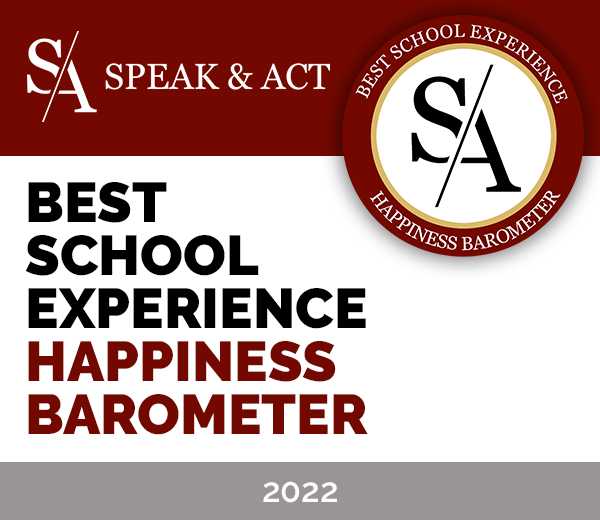 S/A SPEAK & ACT
BEST SCHOOL EXPERIENCE
S/A
HAPPINESS BAROMETER
BEST
SCHOOL
EXPERIENCE
HAPPINESS
BAROMETER
2022